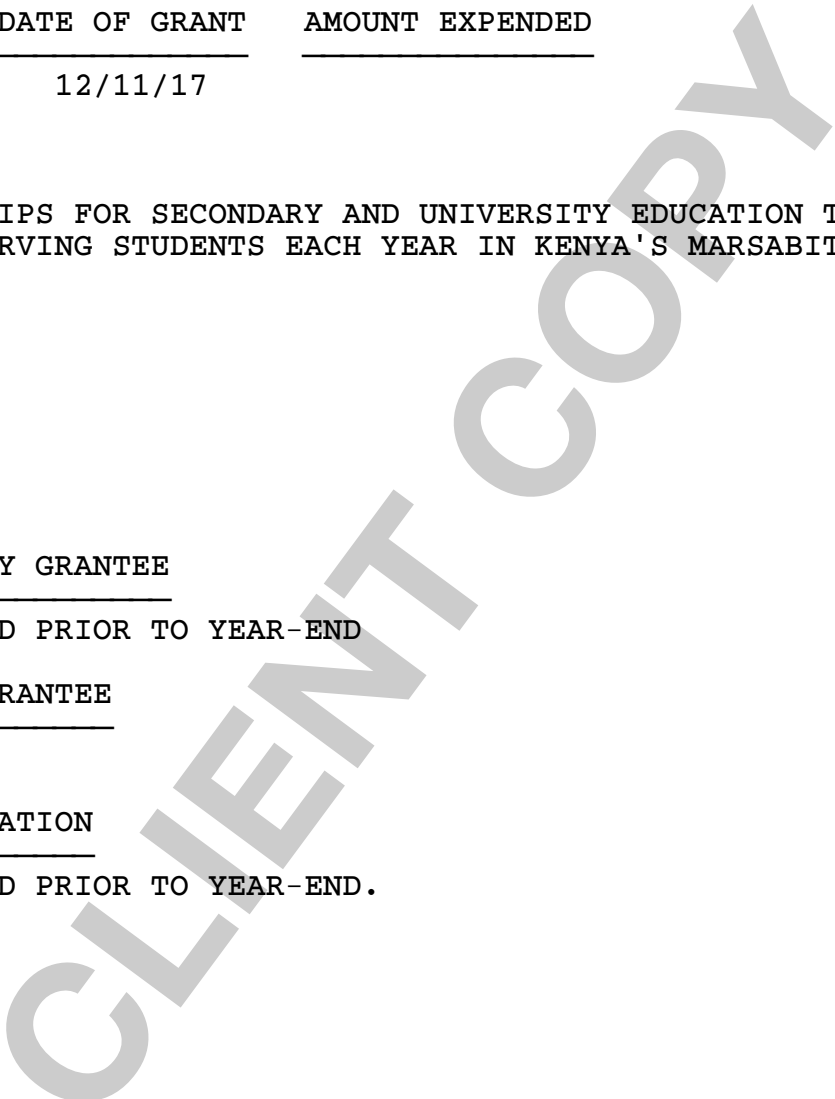 DATE OF GRANT AMOUNT EXPENDED
12/11/17
IPS FOR SECONDARY AND UNIVERSITY EDUCATION T
RVING STUDENTS EACH YEAR IN KENYA'S MARSABIT
Y GRANTEE
D PRIOR TO YEAR-END
RANTEE
ATION
D PRIOR TO YEAR-END.
CLIENT COPY